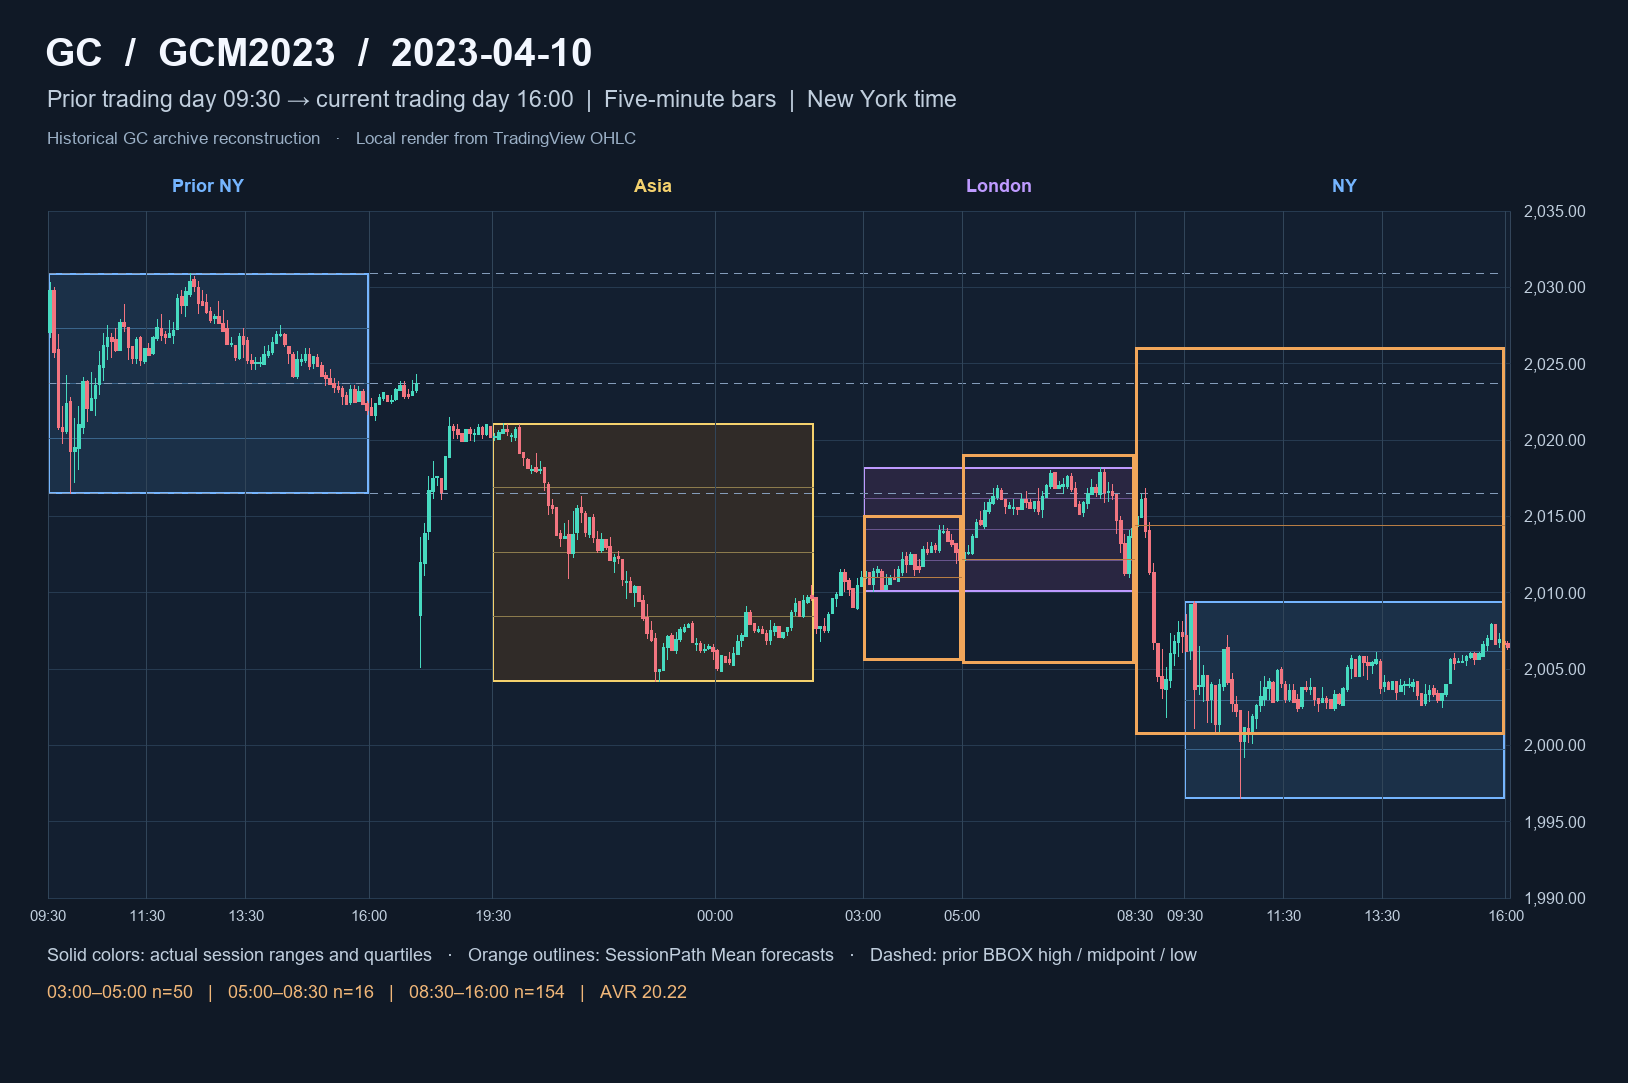 GC / GCM2023 / 2023-04-10
Prior trading day 09:30 → current trading day 16:00 | Five-minute bars | New York time
Historical GC archive reconstruction · Local render from TradingView OHLC
Prior NY Asia London NY
2,035.00
2,030.00
2,025.00
2,020.00
2,015.00
2,010.00
2,005.00
2,000.00
1,995.00
1,990.00
09:30 11:30 13:30 16:00 19:30 00:00 03:00 05:00 08:30 09:30 11:30 13:30 16:00
Solid colors: actual session ranges and quartiles · Orange outlines: SessionPath Mean forecasts · Dashed: prior BBOX high / midpoint / low
03:00–05:00 n=50 | 05:00–08:30 n=16 | 08:30–16:00 n=154 | AVR 20.22